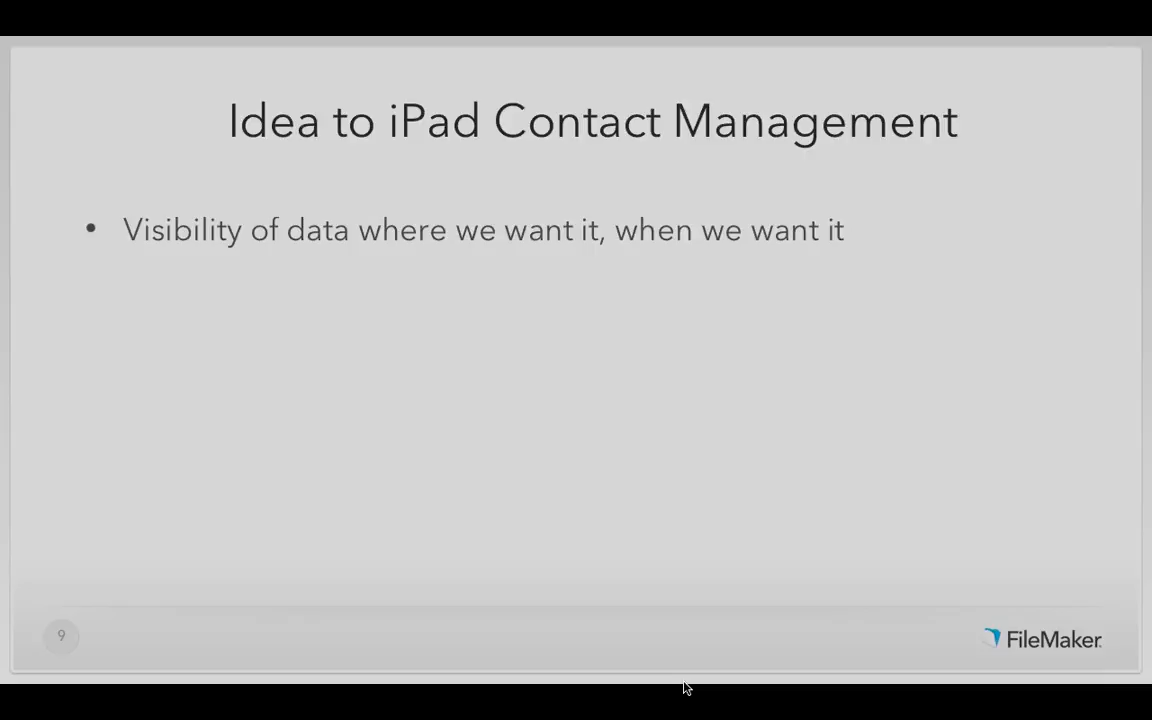 Idea to iPad Contact Management
• Visibility of data where we want it, when we want it
9
FileMaker